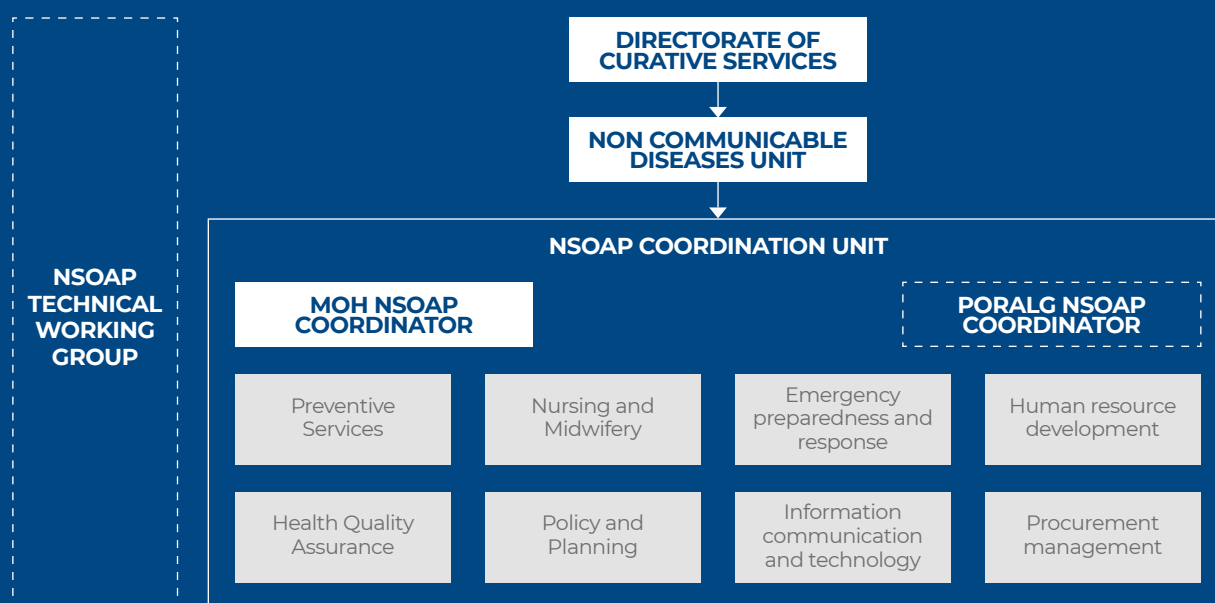 DIRECTORATE OF
CURATIVE SERVICES
NON COMMUNICABLE
DISEASES UNIT
NSOAP COORDINATION UNIT
NSOAP
TECHNICAL
WORKING
GROUP
MOH NSOAP
COORDINATOR
PORALG NSOAP
COORDINATOR
Preventive
Services
Nursing and
Midwifery
Emergency
preparedness and
response
Human resource
development
Health Quality
Assurance
Policy and
Planning
Information
communication
and technology
Procurement
management